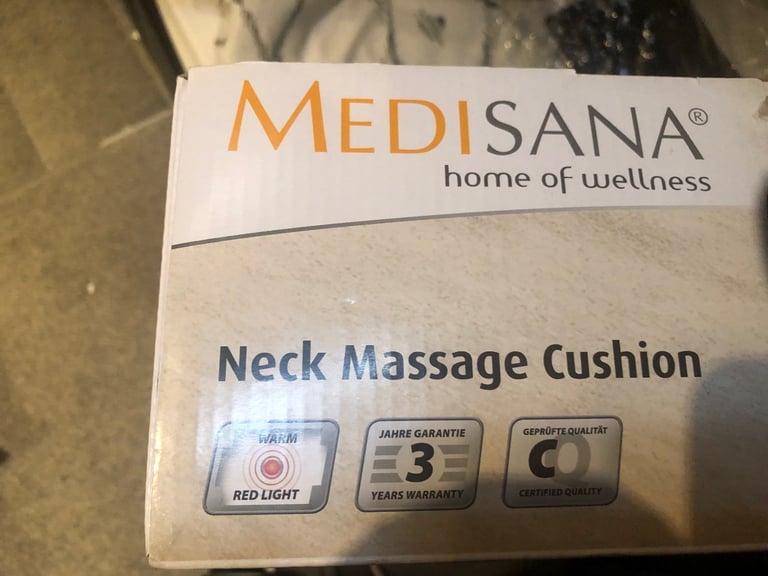 MEDISANA®
home of wellness
Neck Massage Cushion
WARM
RED LIGHT
JAHRE GARANTIE
3
YEARS WARRANTY
GEPRÜFTE QUALITÄT
CO
CERTIFIED QUALITY